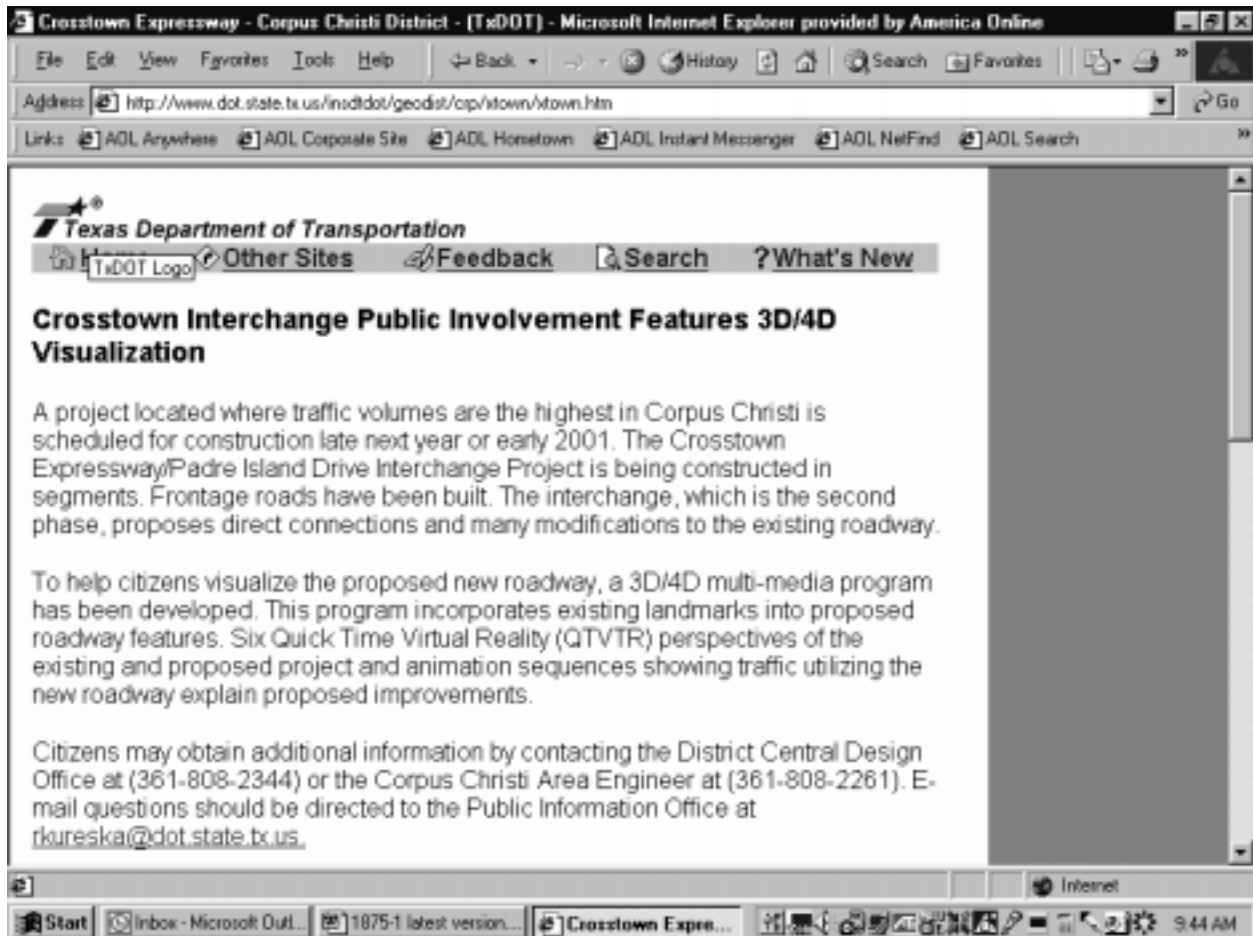 Crosstown Expressway - Corpus Christi District - (TxDOT) - Microsoft Internet Explorer provided by America Online
File Edit View Favorites Tools Help Back History Search Favorites »
Address http://www.dot.state.tx.us/insdtdot/geodist/crp/xtown/xtown.htm Go
Links AOL Anywhere AOL Corporate Site AOL Hometown AOL Instant Messenger AOL NetFind AOL Search »
Texas Department of Transportation
Other Sites Feedback Search ?What's New
TxDOT Logo
Crosstown Interchange Public Involvement Features 3D/4D
Visualization
A project located where traffic volumes are the highest in Corpus Christi is
scheduled for construction late next year or early 2001. The Crosstown
Expressway/Padre Island Drive Interchange Project is being constructed in
segments. Frontage roads have been built. The interchange, which is the second
phase, proposes direct connections and many modifications to the existing roadway.
To help citizens visualize the proposed new roadway, a 3D/4D multi-media program
has been developed. This program incorporates existing landmarks into proposed
roadway features. Six Quick Time Virtual Reality (QTVTR) perspectives of the
existing and proposed project and animation sequences showing traffic utilizing the
new roadway explain proposed improvements.
Citizens may obtain additional information by contacting the District Central Design
Office at (361-808-2344) or the Corpus Christi Area Engineer at (361-808-2261). E-
mail questions should be directed to the Public Information Office at
rkureska@dot.state.tx.us.
Internet
Start Inbox - Microsoft Outl... 1875-1 latest version.... Crosstown Expre... 9:44 AM